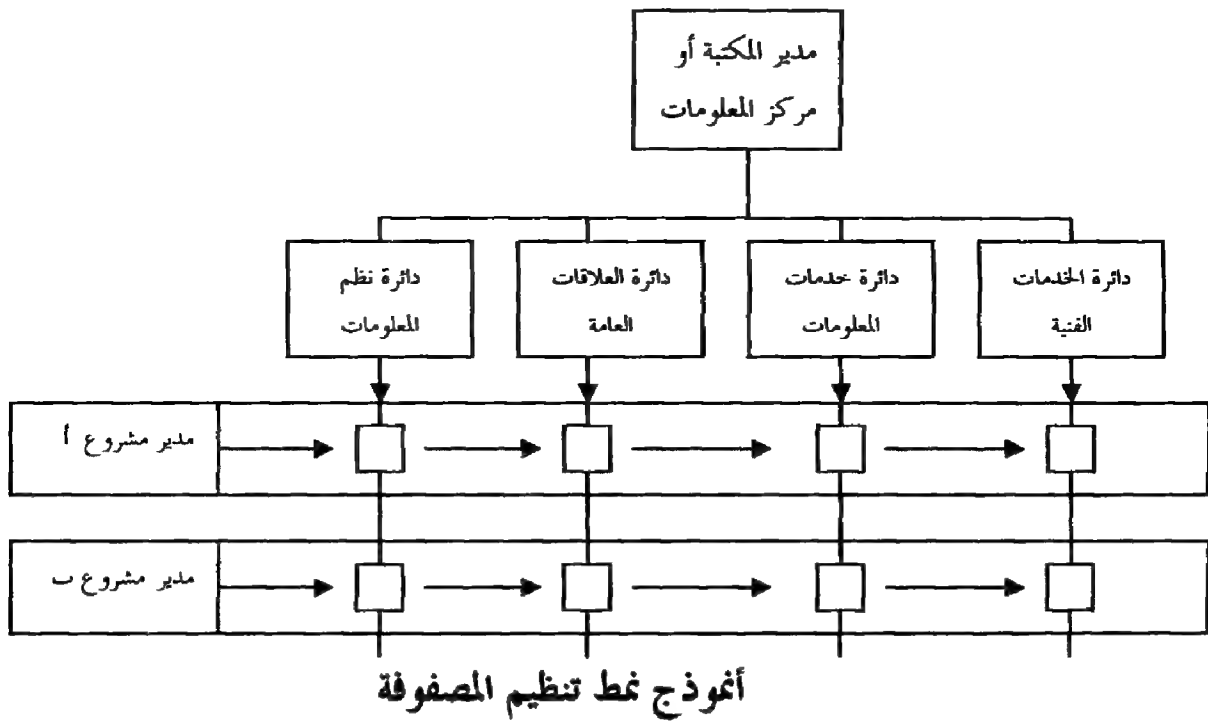 مدير المكتبة أو
مركز المعلومات
دائرة الخدمات
الفنية
دائرة خدمات
المعلومات
دائرة العلاقات
العامة
دائرة نظم
المعلومات
مدير مشروع أ
مدير مشروع ب
أنموذج نمط تنظيم المصفوفة